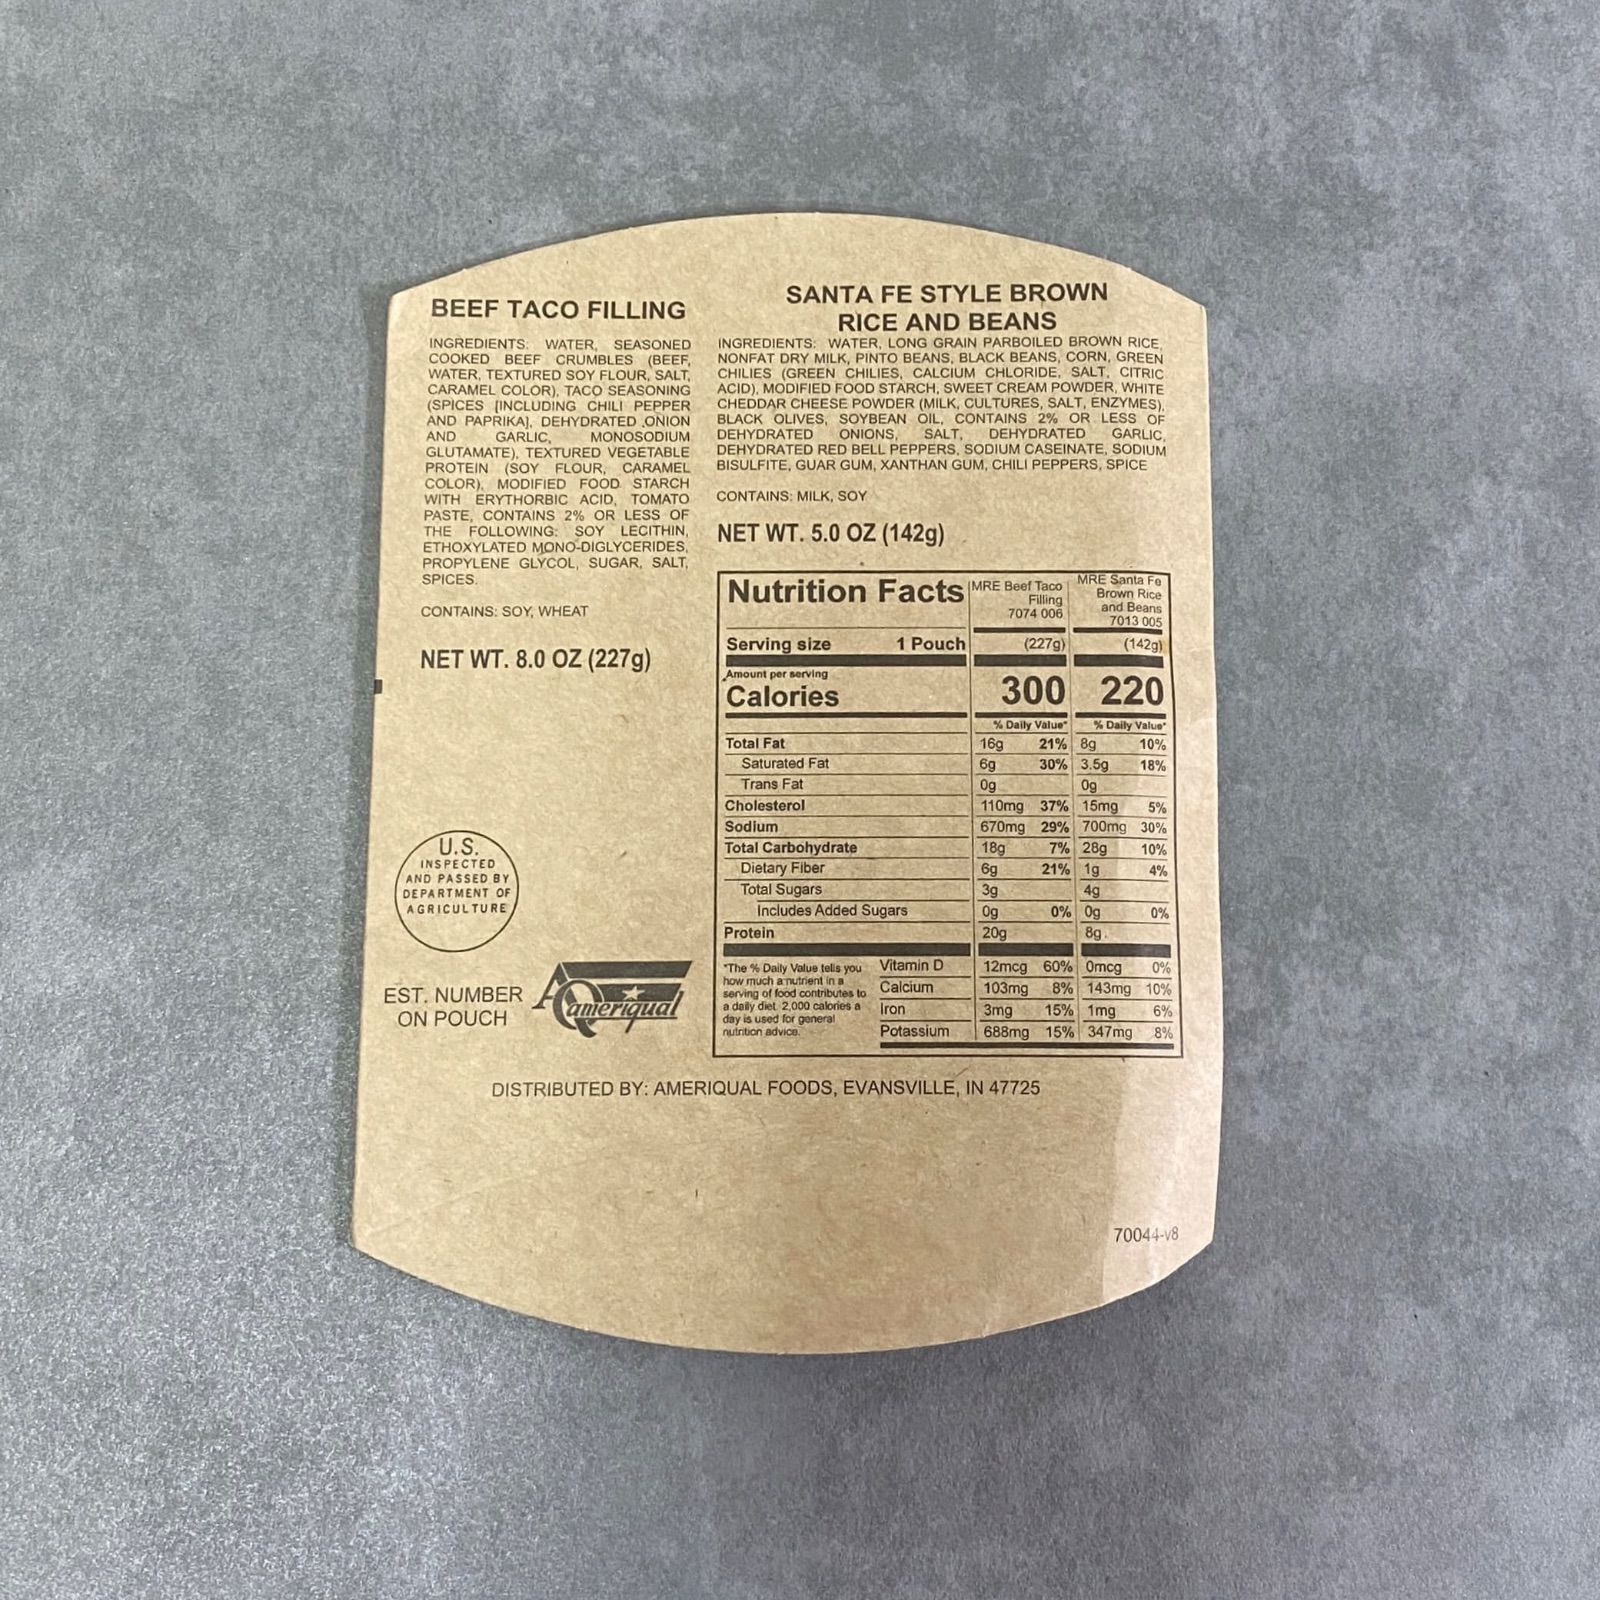 BEEF TACO FILLING
INGREDIENTS: WATER, SEASONED
COOKED BEEF CRUMBLES (BEEF,
WATER, TEXTURED SOY FLOUR, SALT,
CARAMEL COLOR), TACO SEASONING
(SPICES [INCLUDING CHILI PEPPER
AND PAPRIKA], DEHYDRATED ONION
AND GARLIC, MONOSODIUM
GLUTAMATE), TEXTURED VEGETABLE
PROTEIN (SOY FLOUR, CARAMEL
COLOR), MODIFIED FOOD STARCH
WITH ERYTHORBIC ACID, TOMATO
PASTE, CONTAINS 2% OR LESS OF
THE FOLLOWING: SOY LECITHIN,
ETHOXYLATED MONO-DIGLYCERIDES,
PROPYLENE GLYCOL, SUGAR, SALT,
SPICES.
CONTAINS: SOY, WHEAT
NET WT. 8.0 OZ (227g)
U.S.
INSPECTED
AND PASSED BY
DEPARTMENT OF
AGRICULTURE
EST. NUMBER
ON POUCH
AQ ameriqual
SANTA FE STYLE BROWN
RICE AND BEANS
INGREDIENTS: WATER, LONG GRAIN PARBOILED BROWN RICE,
NONFAT DRY MILK, PINTO BEANS, BLACK BEANS, CORN, GREEN
CHILIES (GREEN CHILIES, CALCIUM CHLORIDE, SALT, CITRIC
ACID), MODIFIED FOOD STARCH, SWEET CREAM POWDER, WHITE
CHEDDAR CHEESE POWDER (MILK, CULTURES, SALT, ENZYMES),
BLACK OLIVES, SOYBEAN OIL, CONTAINS 2% OR LESS OF
DEHYDRATED ONIONS, SALT, DEHYDRATED GARLIC,
DEHYDRATED RED BELL PEPPERS, SODIUM CASEINATE, SODIUM
BISULFITE, GUAR GUM, XANTHAN GUM, CHILI PEPPERS, SPICE
CONTAINS: MILK, SOY
NET WT. 5.0 OZ (142g)
Nutrition Facts
MRE Beef Taco
Filling
7074 006
MRE Santa Fe
Brown Rice
and Beans
7013 005
Serving size 1 Pouch (227g) (142g)
Amount per serving
Calories 300 220
% Daily Value* % Daily Value*
Total Fat 16g 21% 8g 10%
Saturated Fat 6g 30% 3.5g 18%
Trans Fat 0g 0g
Cholesterol 110mg 37% 15mg 5%
Sodium 670mg 29% 700mg 30%
Total Carbohydrate 18g 7% 28g 10%
Dietary Fiber 6g 21% 1g 4%
Total Sugars 3g 4g
Includes Added Sugars 0g 0% 0g 0%
Protein 20g 8g
*The % Daily Value tells you
how much a nutrient in a
serving of food contributes to
a daily diet. 2,000 calories a
day is used for general
nutrition advice.
Vitamin D 12mcg 60% 0mcg 0%
Calcium 103mg 8% 143mg 10%
Iron 3mg 15% 1mg 6%
Potassium 688mg 15% 347mg 8%
DISTRIBUTED BY: AMERIQUAL FOODS, EVANSVILLE, IN 47725
70044-v8